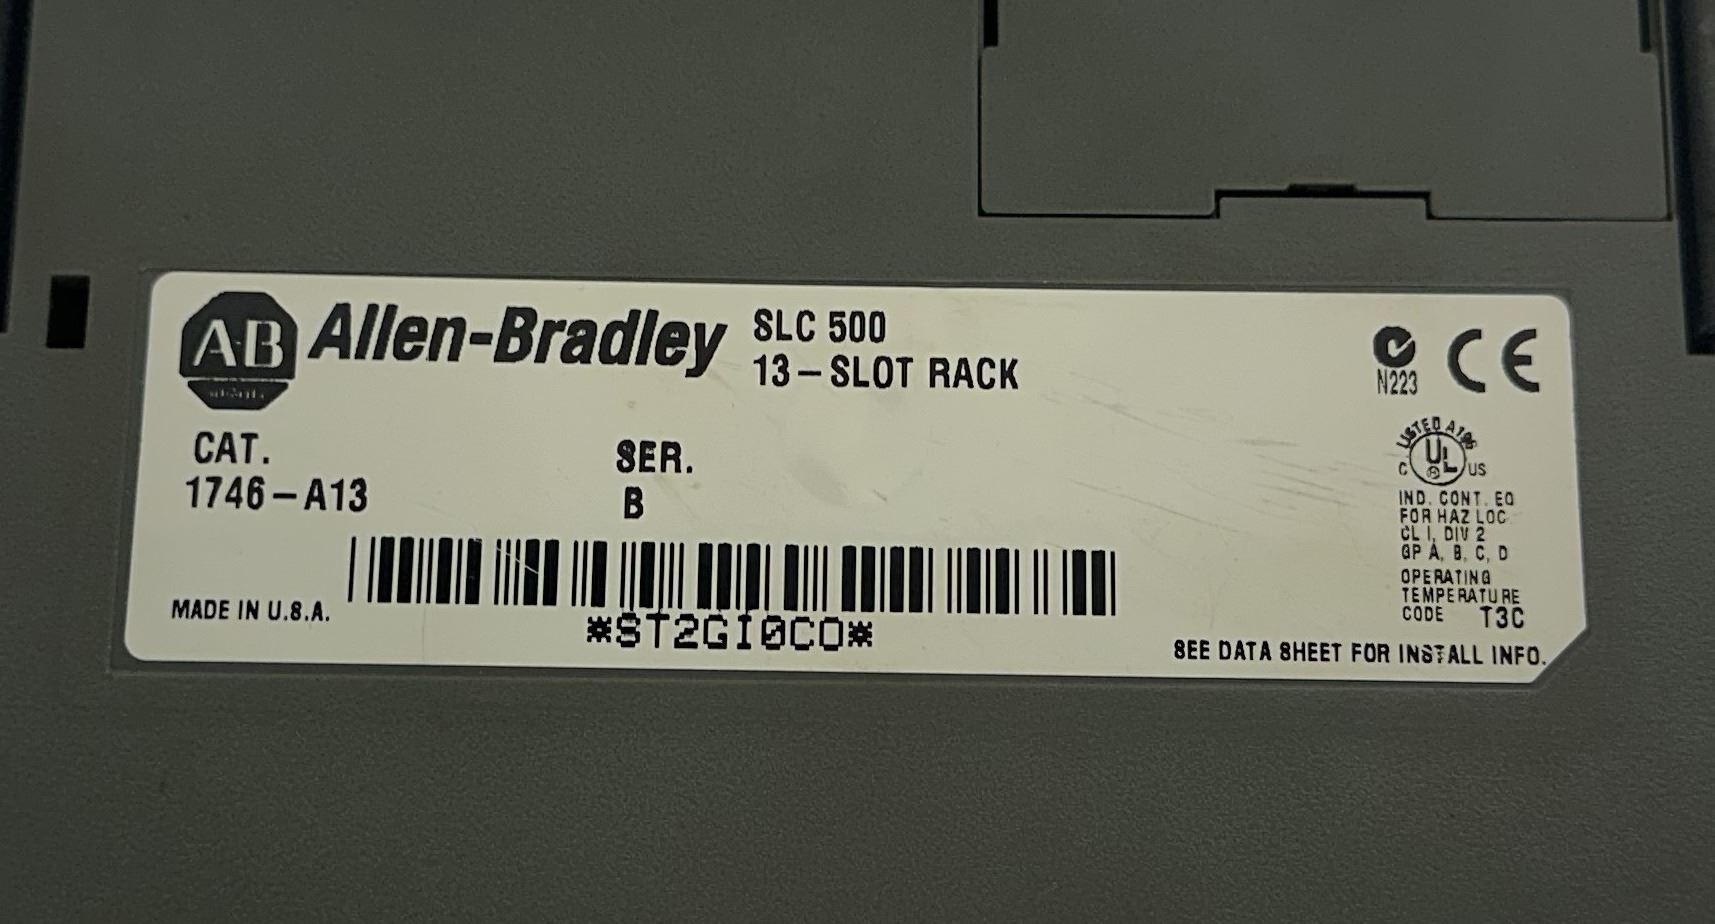 AB
Allen-Bradley
SLC 500
13-SLOT RACK
N223
CE
CAT.
1746-A13
SER.
B
LISTED
C UL US
IND. CONT. EQ
FOR HAZ LOC
CL I, DIV 2
GP A, B, C, D
OPERATING
TEMPERATURE
CODE T3C
MADE IN U.S.A.
*ST2GI0CO*
SEE DATA SHEET FOR INSTALL INFO.